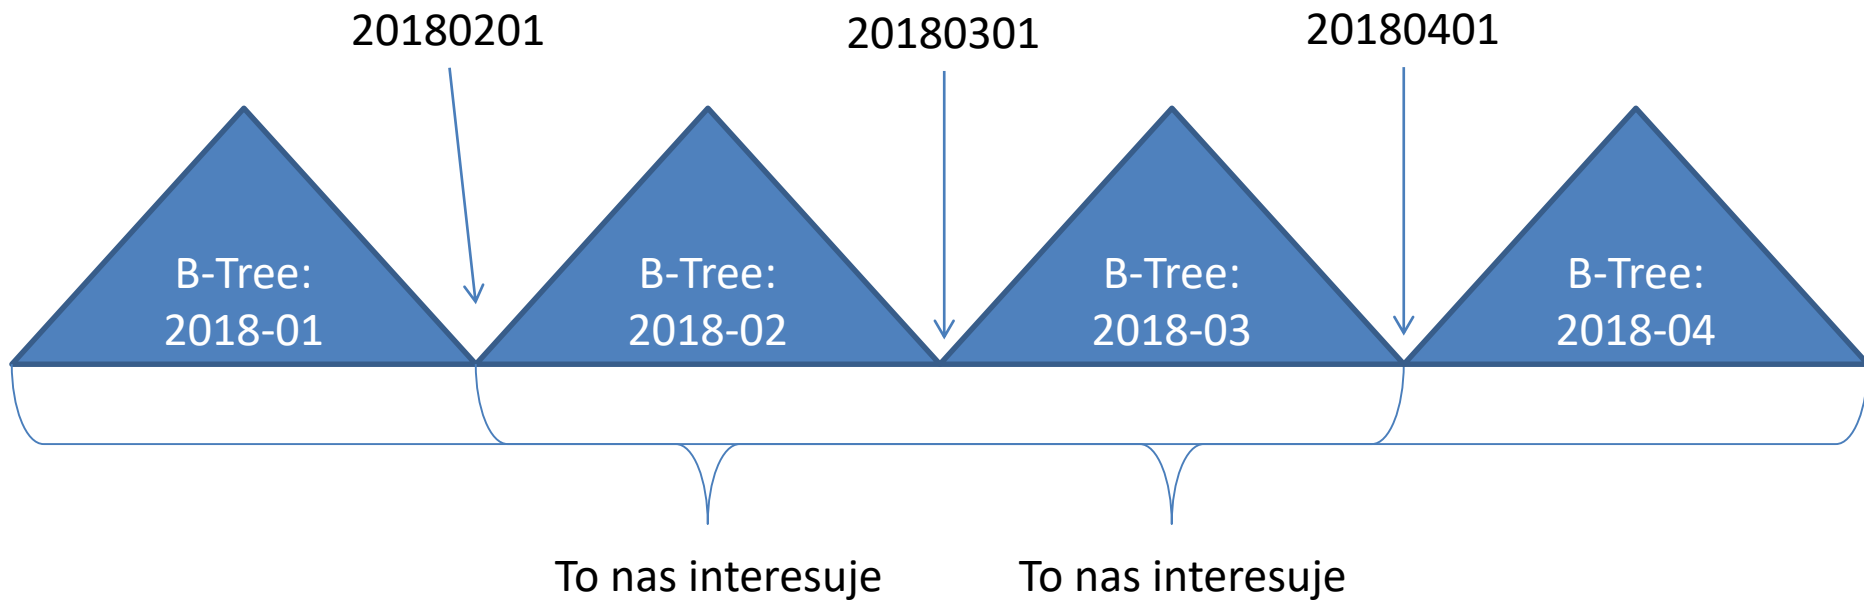 20180201
20180301
20180401
B-Tree:
2018-01
B-Tree:
2018-02
B-Tree:
2018-03
B-Tree:
2018-04
To nas interesuje
To nas interesuje